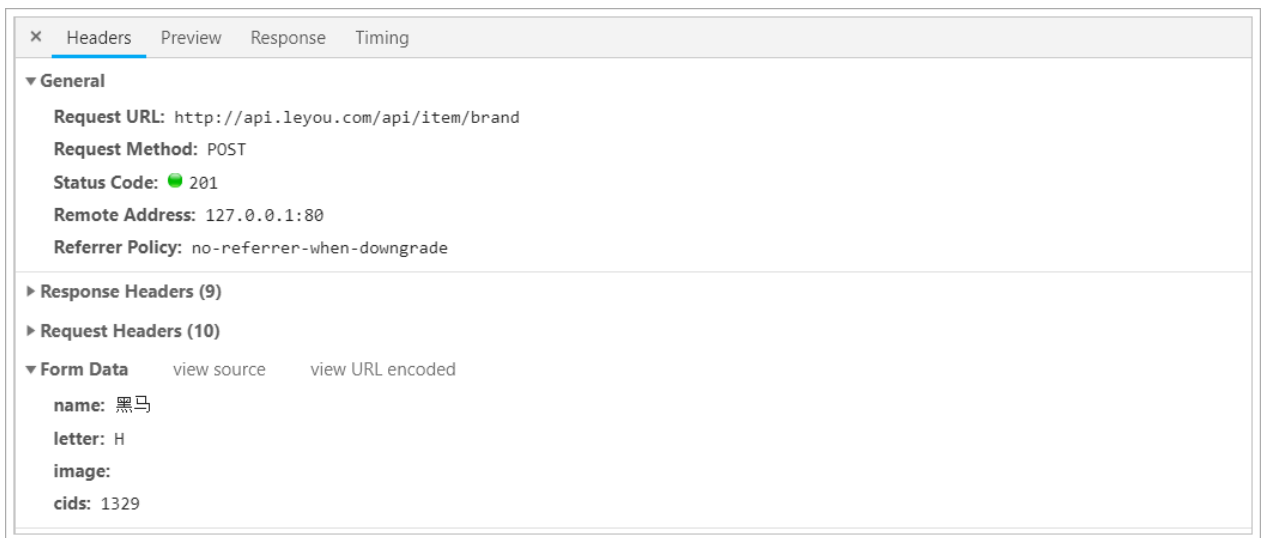 × Headers Preview Response Timing
▼ General
Request URL: http://api.leyou.com/api/item/brand
Request Method: POST
Status Code: 201
Remote Address: 127.0.0.1:80
Referrer Policy: no-referrer-when-downgrade
▶ Response Headers (9)
▶ Request Headers (10)
▼ Form Data view source view URL encoded
name: 黑马
letter: H
image:
cids: 1329